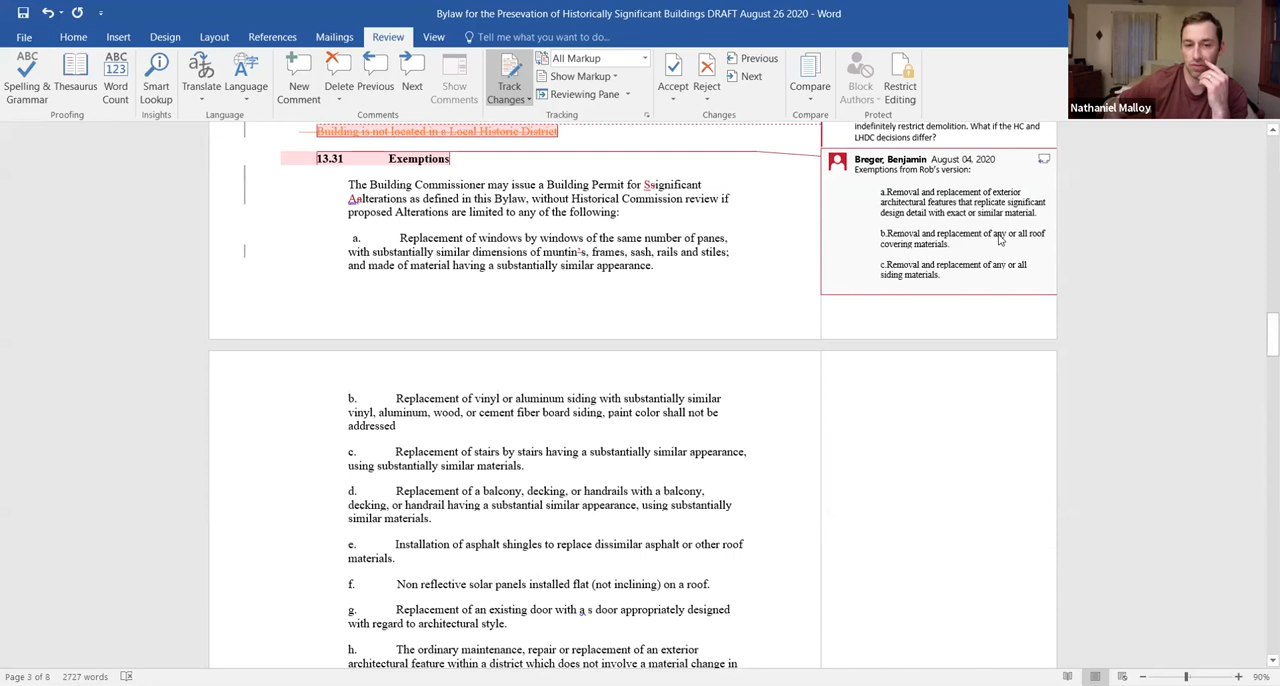 Bylaw for the Presevation of Historically Significant Buildings DRAFT August 26 2020 - Word
File Home Insert Design Layout References Mailings Review View Tell me what you want to do...
ABC Spelling & Grammar
Thesaurus
ABC 123 Word Count
Smart Lookup
Translate
Language
New Comment
Delete
Previous
Next
Show Comments
Track Changes
All Markup
Show Markup
Reviewing Pane
Accept
Reject
Previous
Next
Compare
Block Authors
Restrict Editing
Proofing Insights Language Comments Tracking Changes Compare Protect
Nathaniel Malloy
Building is not located in a Local Historic District
13.31 Exemptions
The Building Commissioner may issue a Building Permit for Ssignificant
Aalterations as defined in this Bylaw, without Historical Commission review if
proposed Alterations are limited to any of the following:
a. Replacement of windows by windows of the same number of panes,
with substantially similar dimensions of muntin's, frames, sash, rails and stiles;
and made of material having a substantially similar appearance.
indefinitely restrict demolition. What if the HC and
LHDC decisions differ?
Breger, Benjamin August 04, 2020
Exemptions from Rob's version:
a.Removal and replacement of exterior
architectural features that replicate significant
design detail with exact or similar material.
b.Removal and replacement of any or all roof
covering materials.
c.Removal and replacement of any or all
siding materials.
b. Replacement of vinyl or aluminum siding with substantially similar
vinyl, aluminum, wood, or cement fiber board siding, paint color shall not be
addressed
c. Replacement of stairs by stairs having a substantially similar appearance,
using substantially similar materials.
d. Replacement of a balcony, decking, or handrails with a balcony,
decking, or handrail having a substantial similar appearance, using substantially
similar materials.
e. Installation of asphalt shingles to replace dissimilar asphalt or other roof
materials.
f. Non reflective solar panels installed flat (not inclining) on a roof.
g. Replacement of an existing door with a s door appropriately designed
with regard to architectural style.
h. The ordinary maintenance, repair or replacement of an exterior
architectural feature within a district which does not involve a material change in
Page 3 of 8 2727 words 90%